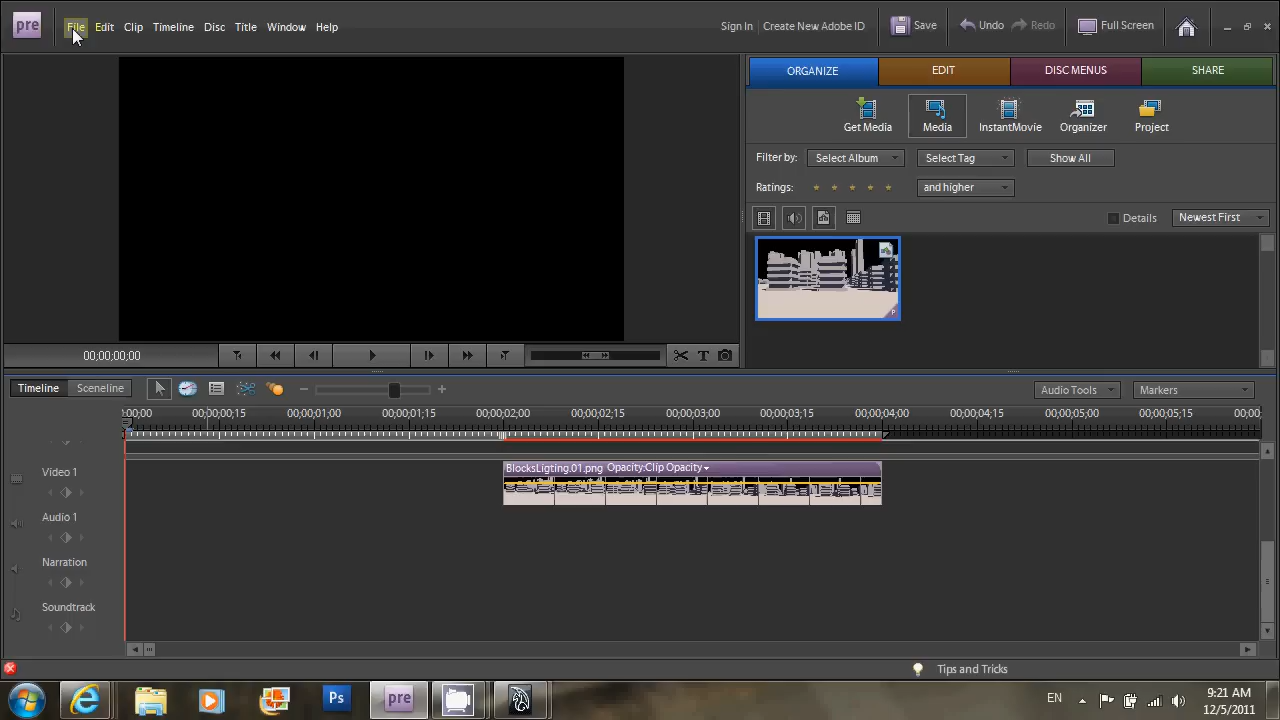 pre File Edit Clip Timeline Disc Title Window Help Sign In Create New Adobe ID Save Undo Redo Full Screen
ORGANIZE EDIT DISC MENUS SHARE
Get Media Media InstantMovie Organizer Project
Filter by: Select Album Select Tag Show All
Ratings: and higher
Details Newest First
00;00;00;00 T
Timeline Sceneline Audio Tools Markers
00;00;00 00;00;00;15 00;00;01;00 00;00;01;15 00;00;02;00 00;00;02;15 00;00;03;00 00;00;03;15 00;00;04;00 00;00;04;15 00;00;05;00 00;00;05;15 00;00;
Video 1 BlocksLigting.01.png Opacity:Clip Opacity
Audio 1
Narration
Soundtrack
Tips and Tricks
Ps pre EN 9:21 AM
12/5/2011